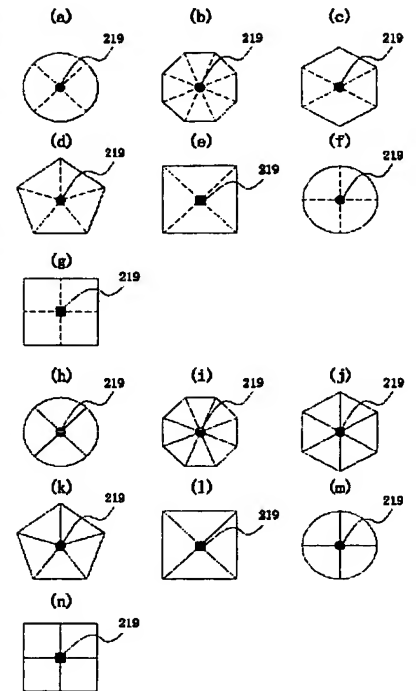 (a) (b) (c)
219 219 219
(d) (e) (f)
219 219 219
(g)
219
(h) (i) (j)
219 219 219
(k) (l) (m)
219 219 219
(n)
219